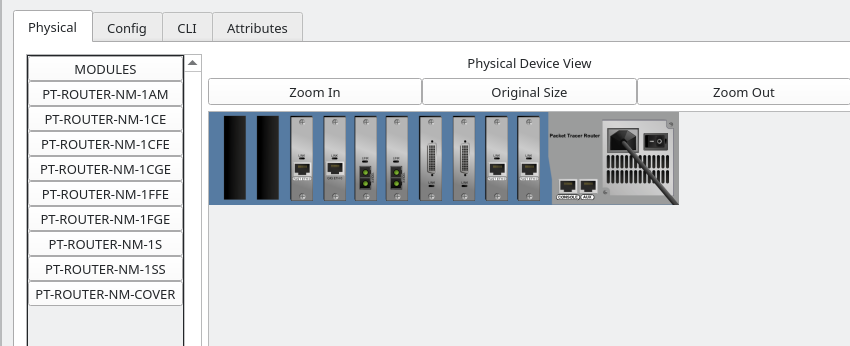 Physical
Config
CLI
Attributes
MODULES
PT-ROUTER-NM-1AM
PT-ROUTER-NM-1CE
PT-ROUTER-NM-1CFE
PT-ROUTER-NM-1CGE
PT-ROUTER-NM-1FFE
PT-ROUTER-NM-1FGE
PT-ROUTER-NM-1S
PT-ROUTER-NM-1SS
PT-ROUTER-NM-COVER
Physical Device View
Zoom In
Original Size
Zoom Out
Packet Tracer Router
CONSOLE
AUX